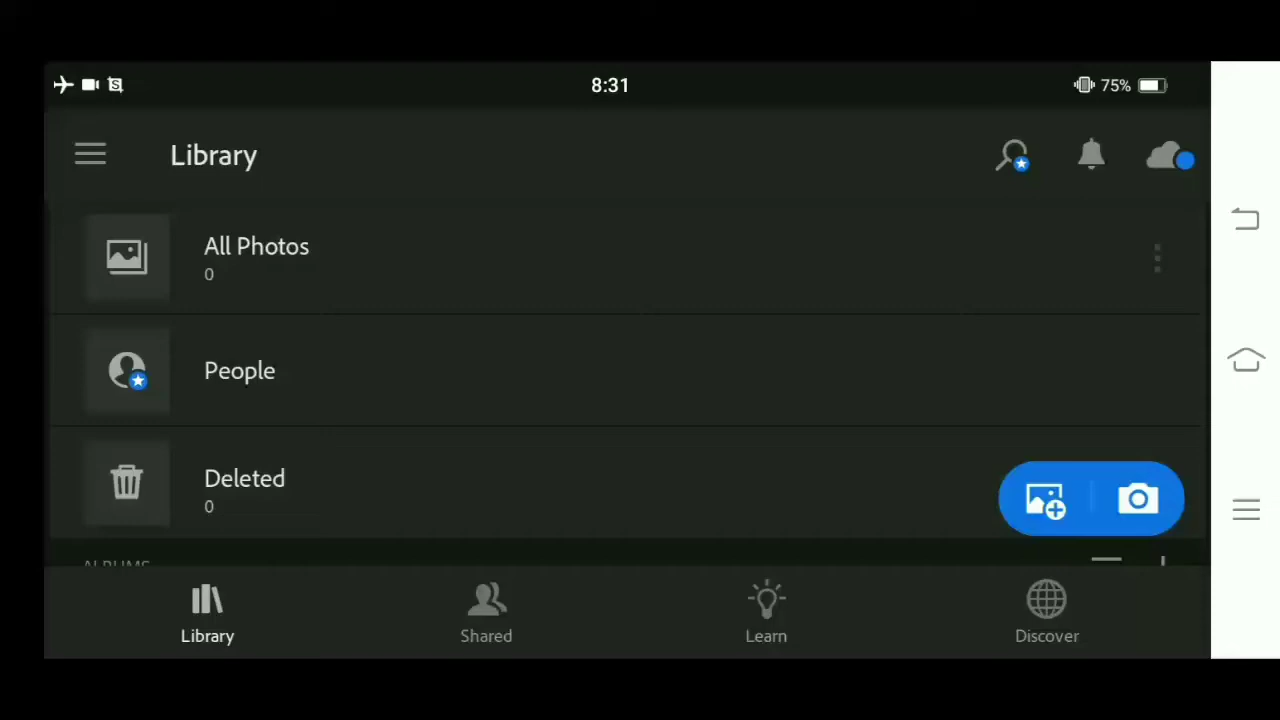 8:31
75%
Library
All Photos
0
People
Deleted
0
ALBUMS
Library
Shared
Learn
Discover